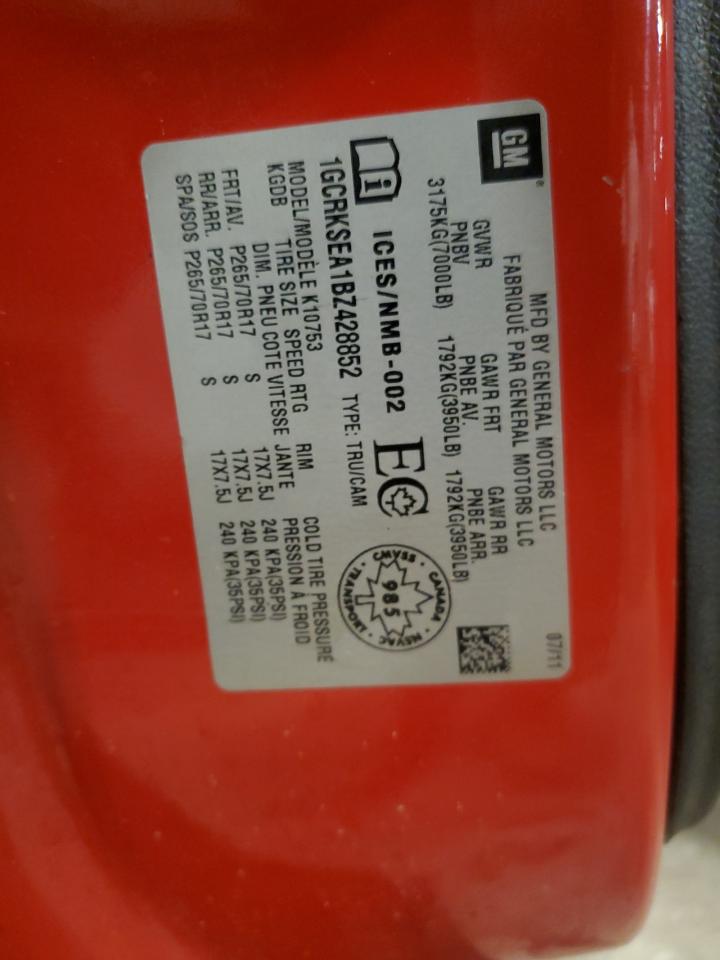 GM
07/11
MFD BY GENERAL MOTORS LLC
FABRIQUÉ PAR GENERAL MOTORS LLC
GVWR GAWR FRT GAWR RR
PNBV PNBE AV. PNBE ARR.
3175KG(7000LB) 1792KG(3950LB) 1792KG(3950LB)
ICES/NMB-002 EC
CANADA CMVSS NSVAC TRANSPORT 985
1GCRKSEA1BZ428852 TYPE: TRU/CAM
MODEL/MODÈLE K10753
KGDB TIRE SIZE SPEED RTG RIM COLD TIRE PRESSURE
DIM. PNEU COTE VITESSE JANTE PRESSION À FROID
FRT/AV. P265/70R17 S 17X7.5J 240 KPA(35PSI)
RR/ARR. P265/70R17 S 17X7.5J 240 KPA(35PSI)
SPA/SOS P265/70R17 S 17X7.5J 240 KPA(35PSI)